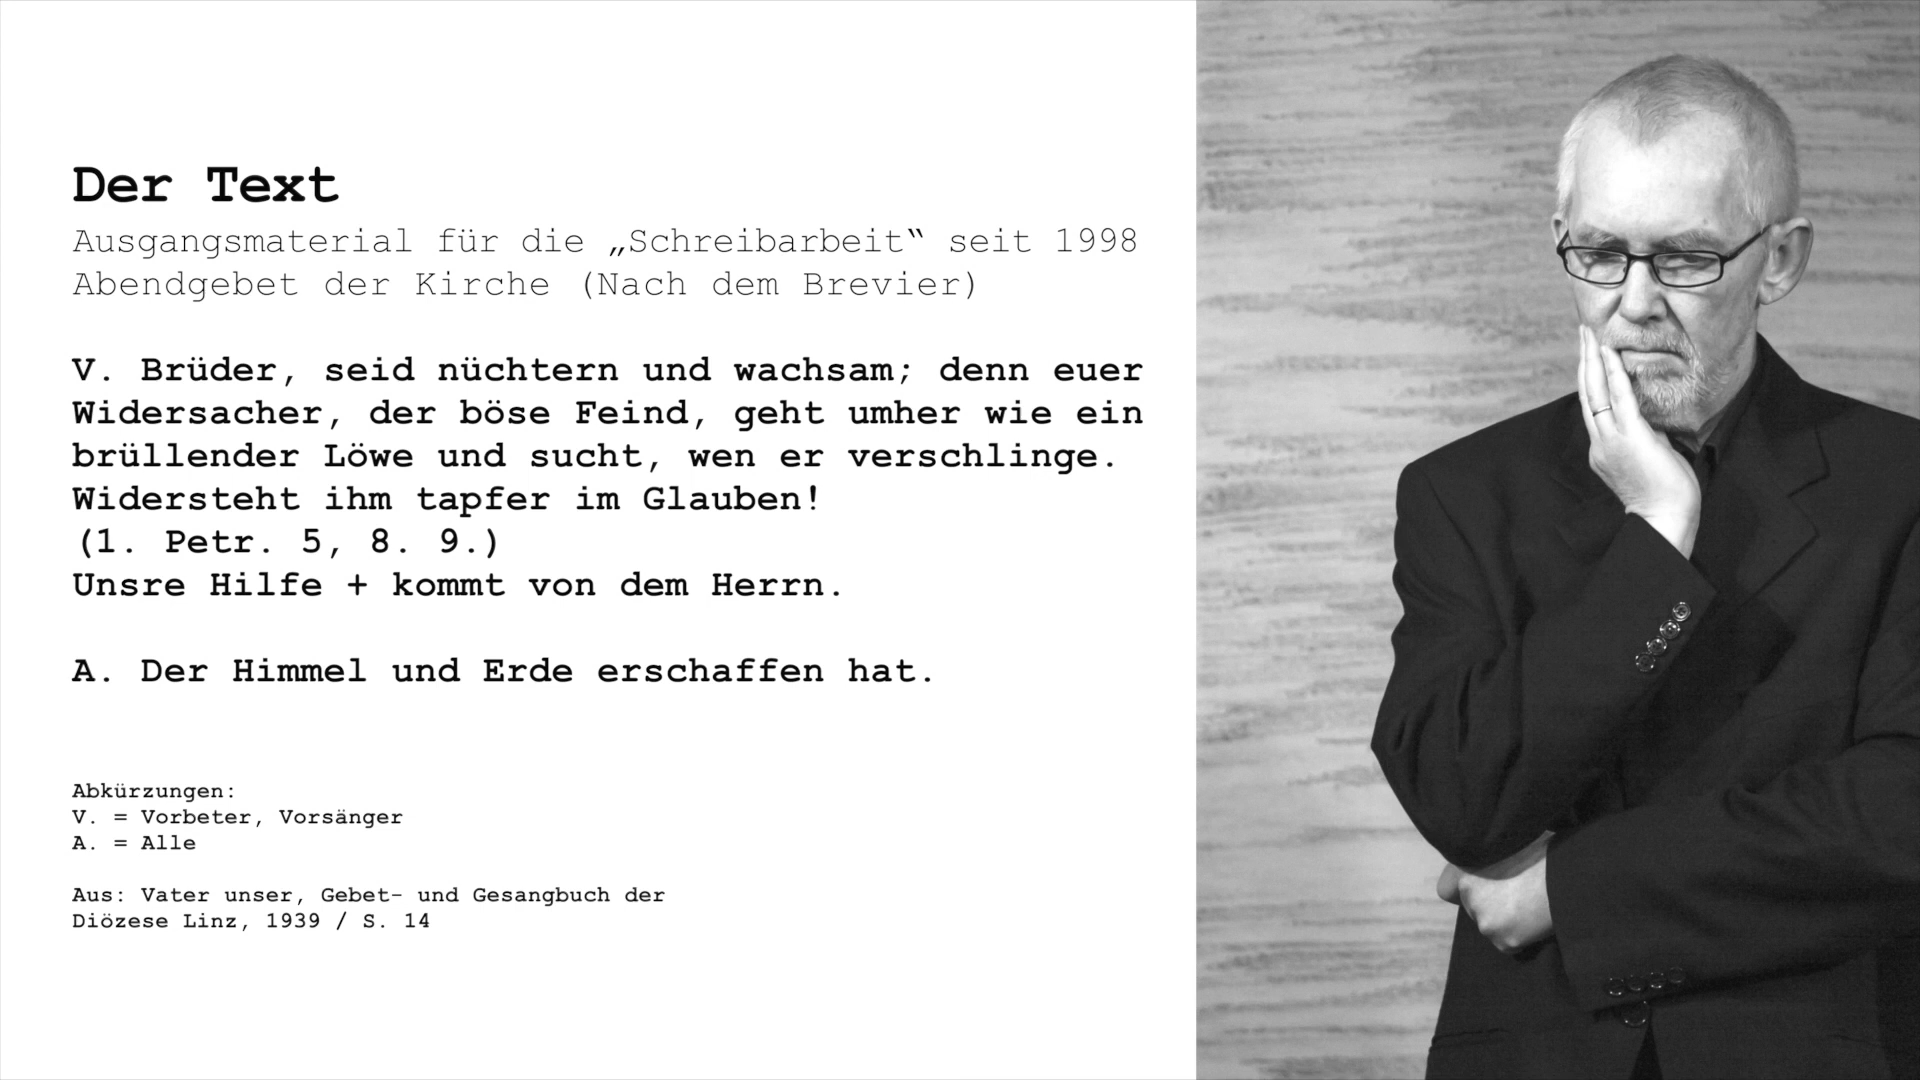 Der Text
Ausgangsmaterial für die „Schreibarbeit“ seit 1998
Abendgebet der Kirche (Nach dem Brevier)
V. Brüder, seid nüchtern und wachsam; denn euer
Widersacher, der böse Feind, geht umher wie ein
brüllender Löwe und sucht, wen er verschlinge.
Widersteht ihm tapfer im Glauben!
(1. Petr. 5, 8. 9.)
Unsre Hilfe + kommt von dem Herrn.
A. Der Himmel und Erde erschaffen hat.
Abkürzungen:
V. = Vorbeter, Vorsänger
A. = Alle
Aus: Vater unser, Gebet- und Gesangbuch der
Diözese Linz, 1939 / S. 14